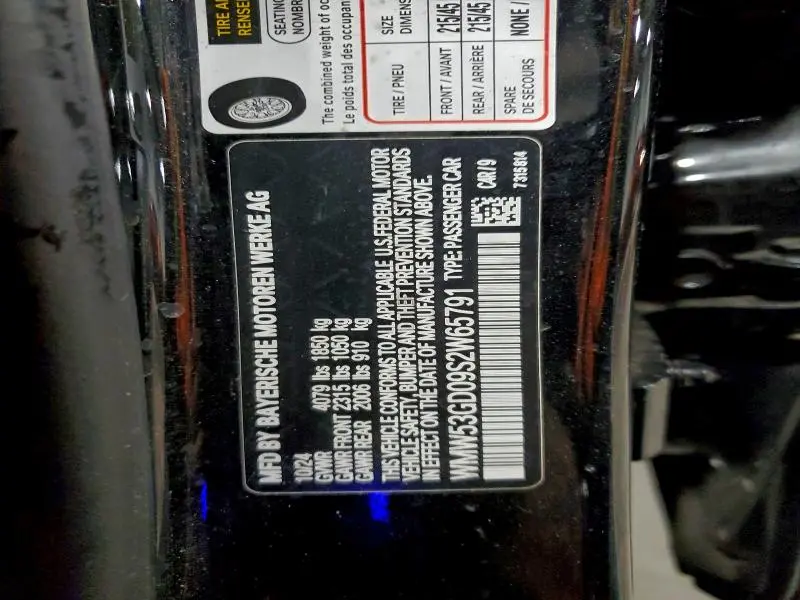 MFD BY BAYERISCHE MOTOREN WERKE AG
10/24
GVWR 4079 lbs 1850 kg
GAWR FRONT 2315 lbs 1050 kg
GAWR REAR 2006 lbs 910 kg
THIS VEHICLE CONFORMS TO ALL APPLICABLE U.S. FEDERAL MOTOR
VEHICLE SAFETY, BUMPER AND THEFT PREVENTION STANDARDS
IN EFFECT ON THE DATE OF MANUFACTURE SHOWN ABOVE.
WMW53GD09S2W65791 TYPE: PASSENGER CAR
C4R/9
7315814
TIRE
RENSE
SEATING
NOMBR
The combined weight of oc
Le poids total des occupan
TIRE / PNEU SIZE
DIMENS
FRONT / AVANT 215/45
REAR / ARRIÈRE 215/45
SPARE NONE /
DE SECOURS